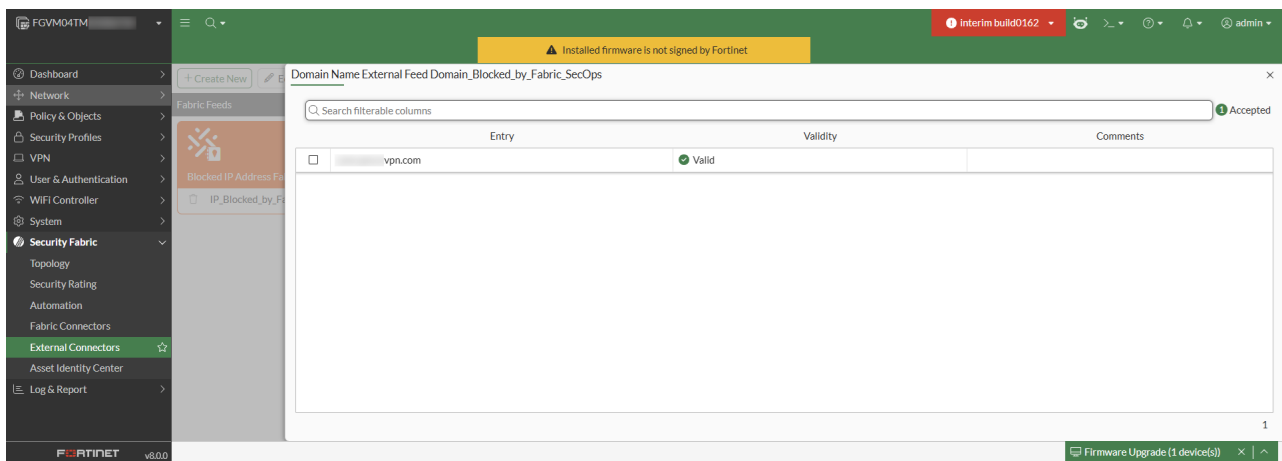 FGVM04TM
interim build0162
admin
Installed firmware is not signed by Fortinet
Dashboard
Network
Policy & Objects
Security Profiles
VPN
User & Authentication
WiFi Controller
System
Security Fabric
Topology
Security Rating
Automation
Fabric Connectors
External Connectors
Asset Identity Center
Log & Report
FORTINET v8.0.0
+ Create New
Fabric Feeds
Blocked IP Address
IP_Blocked_by_
Domain Name External Feed Domain_Blocked_by_Fabric_SecOps
Search filterable columns
1 Accepted
Entry Validity Comments
vpn.com Valid
1
Firmware Upgrade (1 device(s))